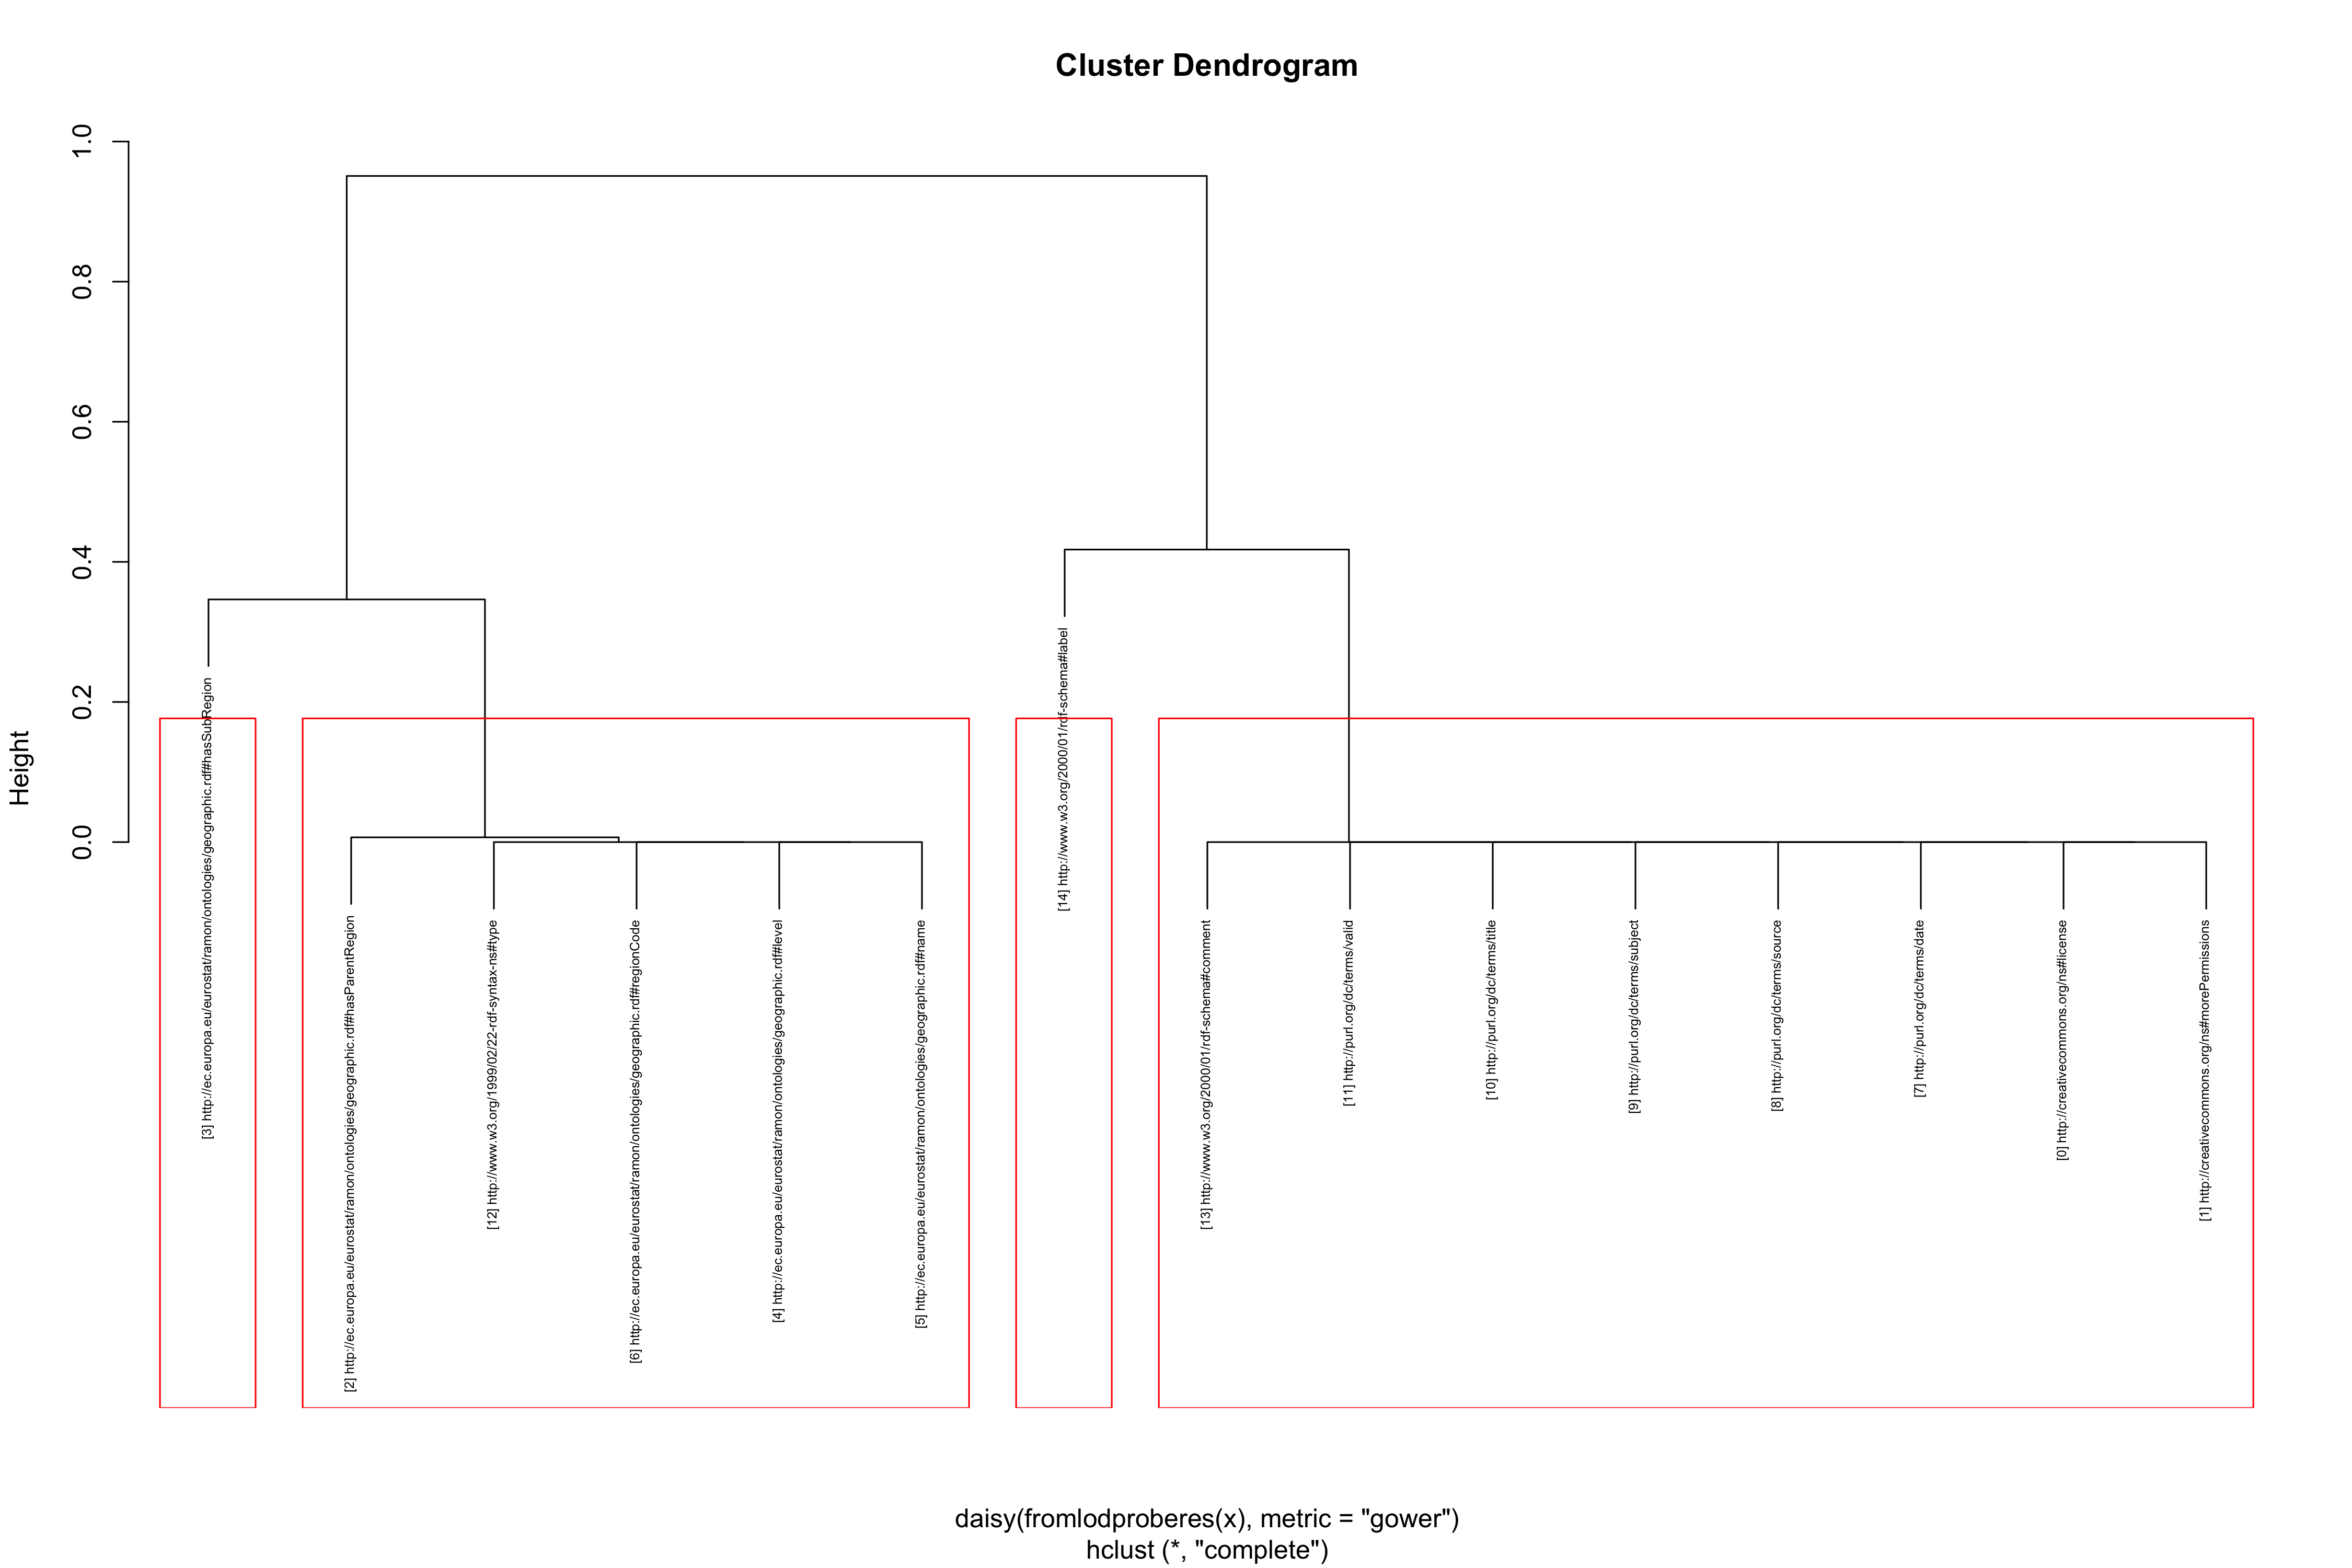 Cluster Dendrogram
1.0
0.8
0.6
0.4
0.2
0.0
Height
[3] http://ec.europa.eu/eurostat/ramon/ontologies/geographic.rdf#hasSubRegion
[2] http://ec.europa.eu/eurostat/ramon/ontologies/geographic.rdf#hasParentRegion
[12] http://www.w3.org/1999/02/22-rdf-syntax-ns#type
[6] http://ec.europa.eu/eurostat/ramon/ontologies/geographic.rdf#regionCode
[4] http://ec.europa.eu/eurostat/ramon/ontologies/geographic.rdf#level
[5] http://ec.europa.eu/eurostat/ramon/ontologies/geographic.rdf#name
[14] http://www.w3.org/2000/01/rdf-schema#label
[13] http://www.w3.org/2000/01/rdf-schema#comment
[11] http://purl.org/dc/terms/valid
[10] http://purl.org/dc/terms/title
[9] http://purl.org/dc/terms/subject
[8] http://purl.org/dc/terms/source
[7] http://purl.org/dc/terms/date
[0] http://creativecommons.org/ns#license
[1] http://creativecommons.org/ns#morePermissions
daisy(fromlodproberes(x), metric = "gower")
hclust (*, "complete")